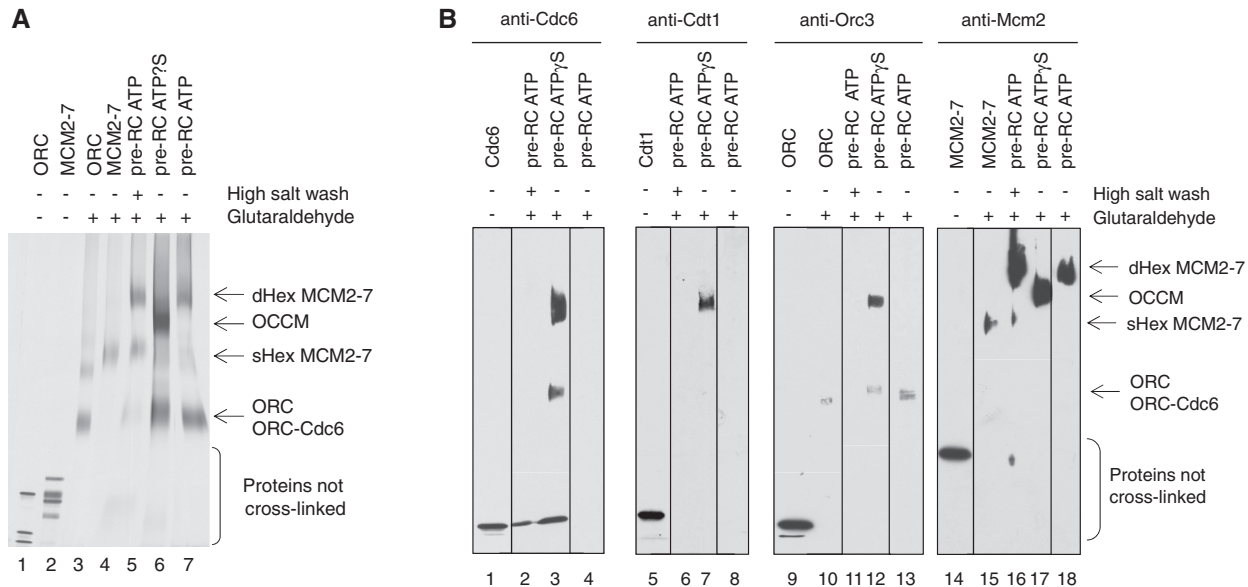 A
ORC
MCM2-7
ORC
MCM2-7
pre-RC ATP
pre-RC ATP?S
pre-RC ATP
- - - - - + - - High salt wash
- - - + + + + + Glutaraldehyde
dHex MCM2-7
OCCM
sHex MCM2-7
ORC
ORC-Cdc6
Proteins not
cross-linked
1 2 3 4 5 6 7
B
anti-Cdc6 anti-Cdt1 anti-Orc3 anti-Mcm2
Cdc6
pre-RC ATP
pre-RC ATPγS
pre-RC ATP
Cdt1
pre-RC ATP
pre-RC ATPγS
pre-RC ATP
ORC
ORC
pre-RC ATP
pre-RC ATPγS
pre-RC ATP
MCM2-7
MCM2-7
pre-RC ATP
pre-RC ATPγS
pre-RC ATP
- + - - - + - - - - + - - - - + - - High salt wash
- + + + - + + + - + + + + - + + + + Glutaraldehyde
dHex MCM2-7
OCCM
sHex MCM2-7
ORC
ORC-Cdc6
Proteins not
cross-linked
1 2 3 4 5 6 7 8 9 10 11 12 13 14 15 16 17 18